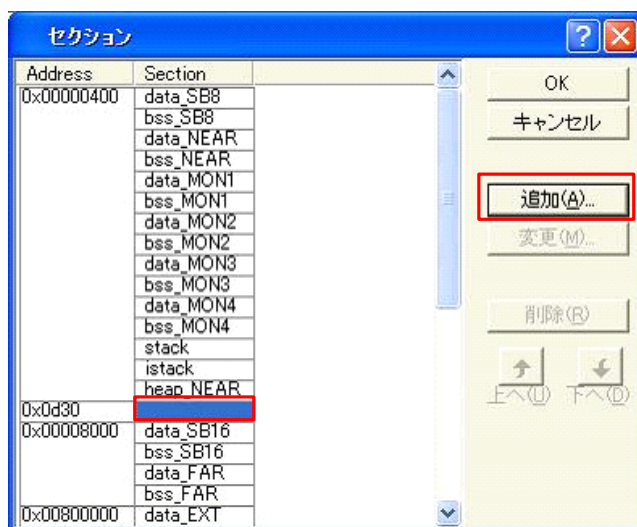 セクション
Address Section
0x00000400 data_SB8
bss_SB8
data_NEAR
bss_NEAR
data_MON1
bss_MON1
data_MON2
bss_MON2
data_MON3
bss_MON3
data_MON4
bss_MON4
stack
istack
heap_NEAR
0x0d30
0x00008000 data_SB16
bss_SB16
data_FAR
bss_FAR
0x00800000 data_EXT
OK
キャンセル
追加(A)...
変更(M)...
削除(R)
上へ(U) 下へ(D)